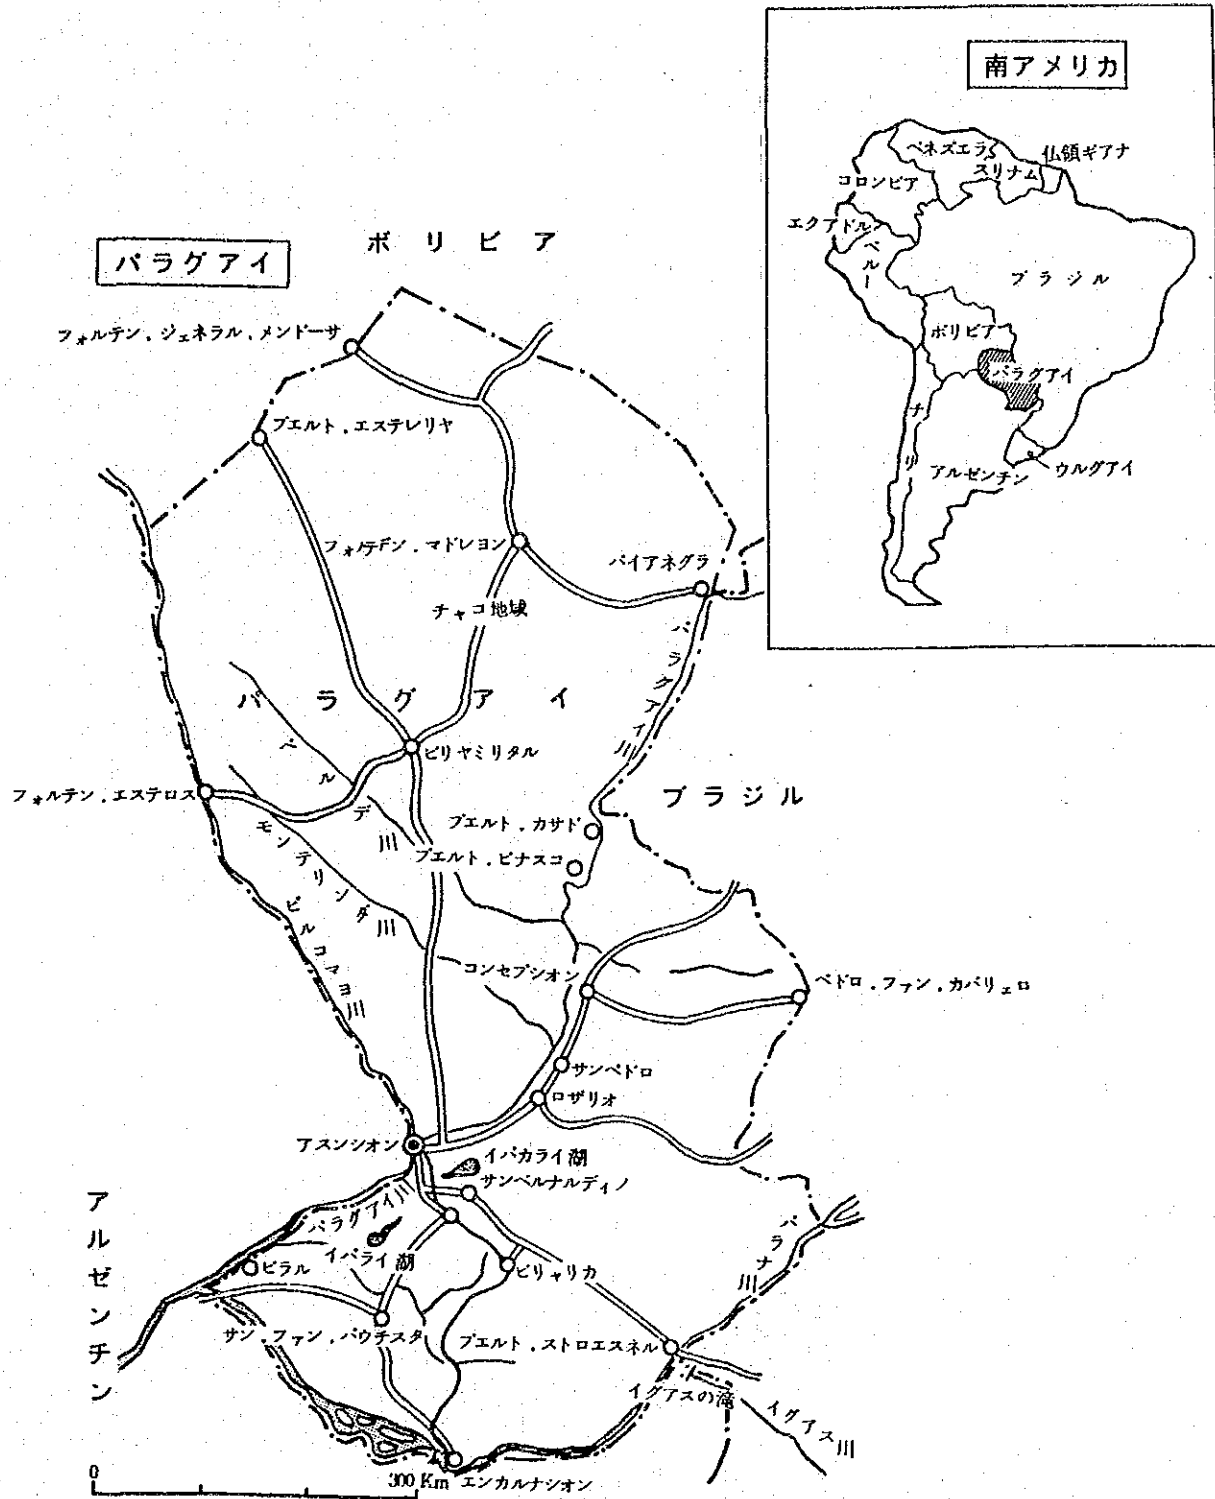 南アメリカ
ベネズエラ
仏領ギアナ
スリナム
コロンビア
エクアドル
ペルー
ブラジル
ボリビア
パラグアイ
チリ
アルゼンチン
ウルグアイ
パラグアイ
ボリビア
フォルテン．ジェネラル．メンドーサ
プエルト．エステレリヤ
マドレヨン
バイアネグラ
チャコ地域
パラグアイ川
パラグアイ
ベルデ川
ビリヤミリタル
フォルテン．エステロス
ブラジル
モンテリンダ川
プエルト．カサド
プエルト．ピナスコ
ピルコマヨ川
コンセプシオン
ペドロ．ファン．カバリェロ
サンペドロ
ロザリオ
アスンシオン
イパカライ湖
サンベルナルディノ
アルゼンチン
パラグアイ川
パラナ川
イパライ湖
ピラル
ビリャリカ
サン．ファン．バウチスタ
プエルト．ストロエスネル
イグアスの滝
イグアス川
エンカルナシオン
0
300 Km